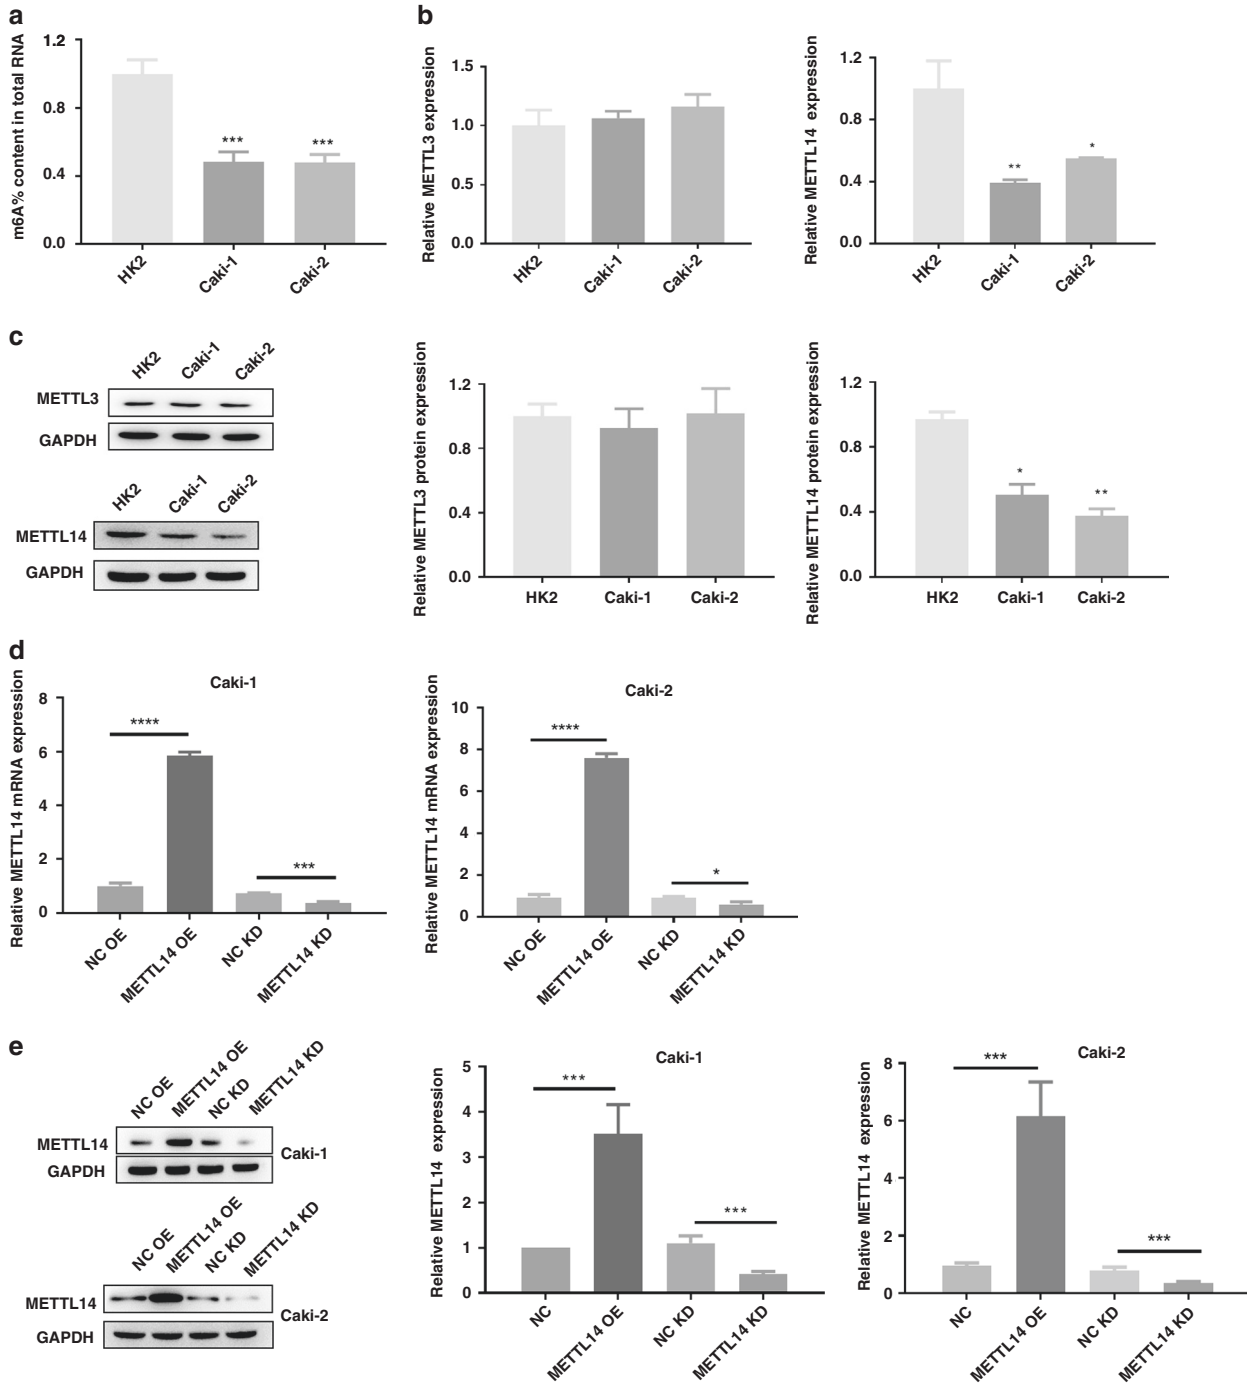 a
m6A% content in total RNA
1.2
0.8
0.4
0.0
***
***
HK2
Caki-1
Caki-2
b
Relative METTL3 expression
1.5
1.0
0.5
0.0
HK2
Caki-1
Caki-2
Relative METTL14 expression
1.2
0.8
0.4
0.0
**
*
HK2
Caki-1
Caki-2
c
HK2
Caki-1
Caki-2
METTL3
GAPDH
HK2
Caki-1
Caki-2
METTL14
GAPDH
Relative METTL3 protein expression
1.2
0.8
0.4
0.0
HK2
Caki-1
Caki-2
Relative METTL14 protein expression
1.2
0.8
0.4
0.0
*
**
HK2
Caki-1
Caki-2
d
Caki-1
Relative METTL14 mRNA expression
8
6
4
2
0
****
***
NC OE
METTL14 OE
NC KD
METTL14 KD
Caki-2
Relative METTL14 mRNA expression
10
8
6
4
2
0
****
*
NC OE
METTL14 OE
NC KD
METTL14 KD
e
NC OE
METTL14 OE
NC KD
METTL14 KD
METTL14
GAPDH
Caki-1
NC OE
METTL14 OE
NC KD
METTL14 KD
METTL14
GAPDH
Caki-2
Caki-1
Relative METTL14 expression
5
4
3
2
1
0
***
***
NC
METTL14 OE
NC KD
METTL14 KD
Caki-2
Relative METTL14 expression
8
6
4
2
0
***
***
NC
METTL14 OE
NC KD
METTL14 KD